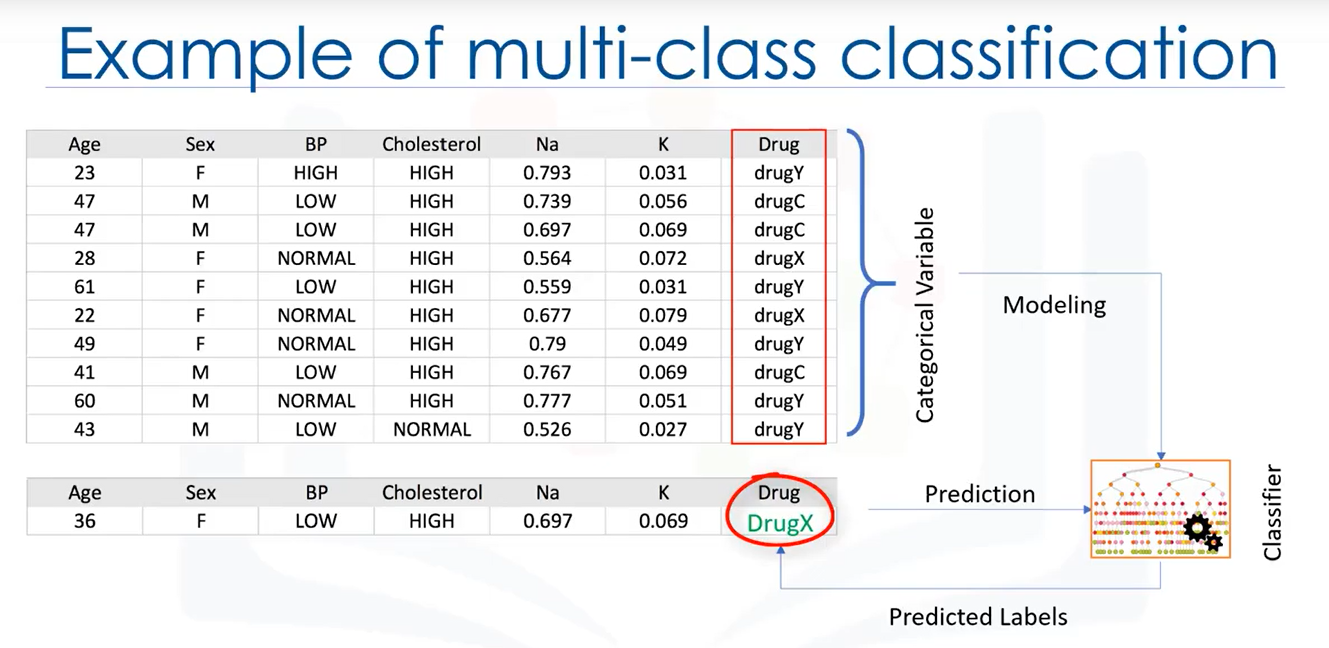 Example of multi-class classification
Age Sex BP Cholesterol Na K Drug
23 F HIGH HIGH 0.793 0.031 drugY
47 M LOW HIGH 0.739 0.056 drugC
47 M LOW HIGH 0.697 0.069 drugC
28 F NORMAL HIGH 0.564 0.072 drugX
61 F LOW HIGH 0.559 0.031 drugY
22 F NORMAL HIGH 0.677 0.079 drugX
49 F NORMAL HIGH 0.79 0.049 drugY
41 M LOW HIGH 0.767 0.069 drugC
60 M NORMAL HIGH 0.777 0.051 drugY
43 M LOW NORMAL 0.526 0.027 drugY
Categorical Variable
Modeling
Age Sex BP Cholesterol Na K Drug
36 F LOW HIGH 0.697 0.069 DrugX
Prediction
Classifier
Predicted Labels